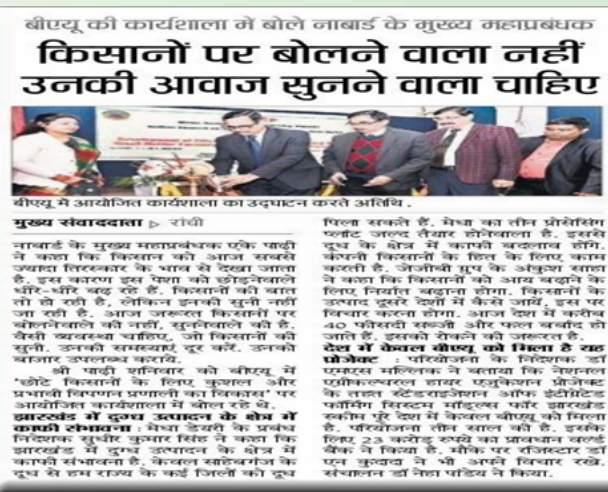 बीएयू की कार्यशाला में बोले नाबार्ड के मुख्य महाप्रबंधक
किसानों पर बोलने वाला नहीं
उनकी आवाज सुनने वाला चाहिए
बीएयू में आयोजित कार्यशाला का उद्घाटन करते अतिथि.
मुख्य संवाददाता ▷ रांची
नाबार्ड के मुख्य महाप्रबंधक एके पाढ़ी
ने कहा कि किसान को आज सबसे
ज्यादा तिरस्कार के भाव से देखा जाता
है. इस कारण इस पेशा को छोड़नेवाले
धीरे-धीरे बढ़ रहे हैं. किसानों की बात
तो हो रही है, लेकिन इनकी सुनी नहीं
जा रही है. आज जरूरत किसानों पर
बोलनेवाले की नहीं, सुननेवाले की है.
वैसी व्यवस्था चाहिए, जो किसानों की
सुनी. उनकी समस्याएं दूर करें. उनको
बाजार उपलब्ध करायें.
श्री पाढ़ी शनिवार को बीएयू में
'छोटे किसानों के लिए कुशल और
प्रभावी विपणन प्रणाली का विकास' पर
आयोजित कार्यशाला में बोल रहे थे.
झारखंड में दुग्ध उत्पादन के क्षेत्र में
काफी संभावना : मेधा डेयरी के प्रबंध
निदेशक सुधीर कुमार सिंह ने कहा कि
झारखंड में दुग्ध उत्पादन के क्षेत्र में
काफी संभावना है. केवल साहेबगंज के
दूध से हम राज्य के कई जिलों को दूध
पिला सकते हैं. मेधा का तीन प्रोसेसिंग
प्लांट जल्द तैयार होनेवाला है. इससे
दूध के क्षेत्र में काफी बदलाव होंगे.
कंपनी किसानों के हित के लिए काम
करती है. जेजीबी ग्रुप के अंकुश साहा
ने कहा कि किसानों की आय बढ़ाने के
लिए निर्यात बढ़ाना होगा. किसानों के
उत्पाद दूसरे देशों में कैसे जायें, इस पर
विचार करना होगा. आज देश में करीब
40 फीसदी सब्जी और फल बर्बाद हो
जाते हैं. इसको रोकने की जरूरत है.
देश में केवल बीएयू को मिला है यह
प्रोजेक्ट : परियोजना के निदेशक डॉ
एमएस मल्लिक ने बताया कि नेशनल
एग्रीकल्चरल हायर एजुकेशन प्रोजेक्ट
के तहत स्टैंडराइजेशन ऑफ इंटीग्रेटेड
फॉर्मिंग सिस्टम मॉडल्स फॉर झारखंड
स्कीम पूरे देश में केवल बीएयू को मिला
है. परियोजना तीन साल की है. इसके
लिए 23 करोड़ रुपये का प्रावधान वर्ल्ड
बैंक ने किया है. मौके पर रजिस्टार डॉ
एन कुदादा ने भी अपने विचार रखे.
संचालन डॉ नेहा पांडेय ने किया.